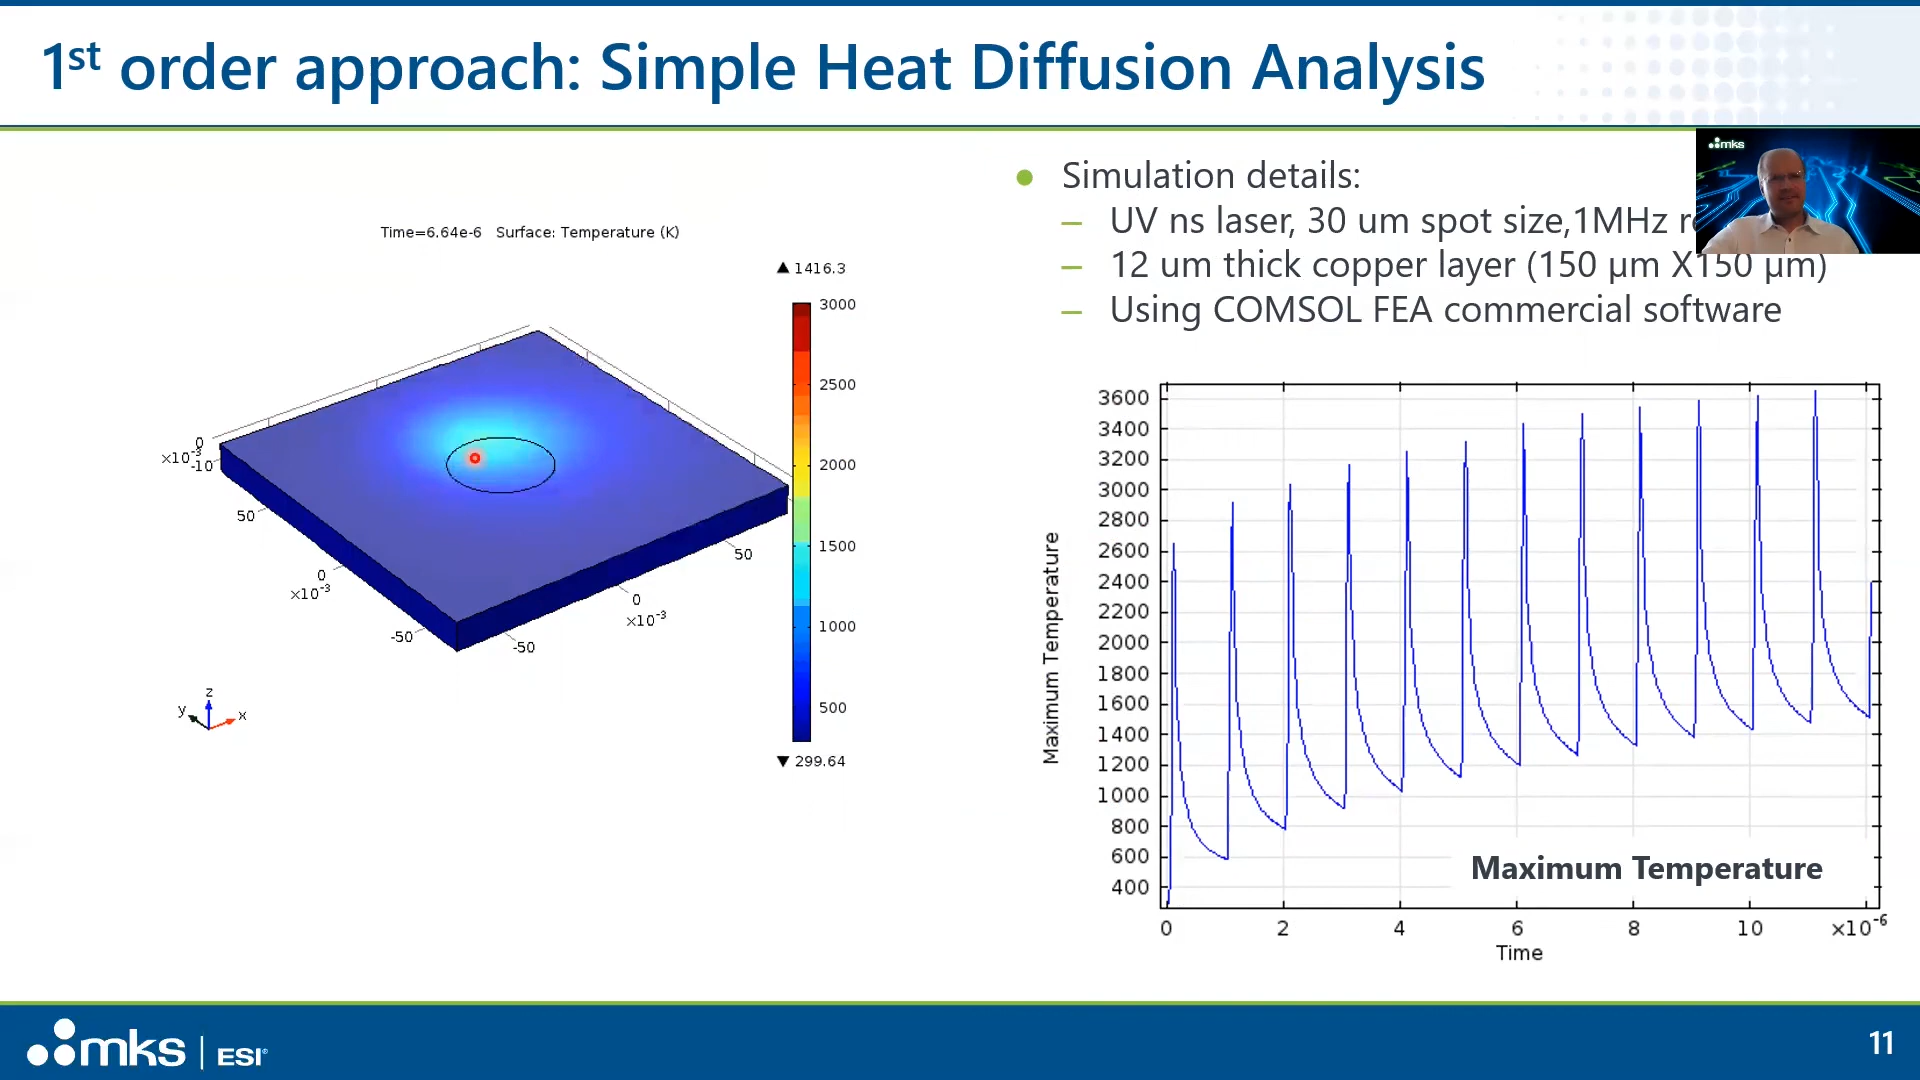 1st order approach: Simple Heat Diffusion Analysis
mks
Simulation details:
– UV ns laser, 30 um spot size,1MHz
– 12 um thick copper layer (150 µm X150 µm)
– Using COMSOL FEA commercial software
Time=6.64e-6 Surface: Temperature (K)
▲ 1416.3
3000
2500
2000
1500
1000
500
▼ 299.64
0
×10-3
-10
50
0
×10-3
-50
-50
0
×10-3
50
z
y
x
3600
3400
3200
3000
2800
2600
2400
2200
2000
1800
1600
1400
1200
1000
800
600
400
Maximum Temperature
Maximum Temperature
0 2 4 6 8 10 ×10-6
Time
mks | ESI®
11